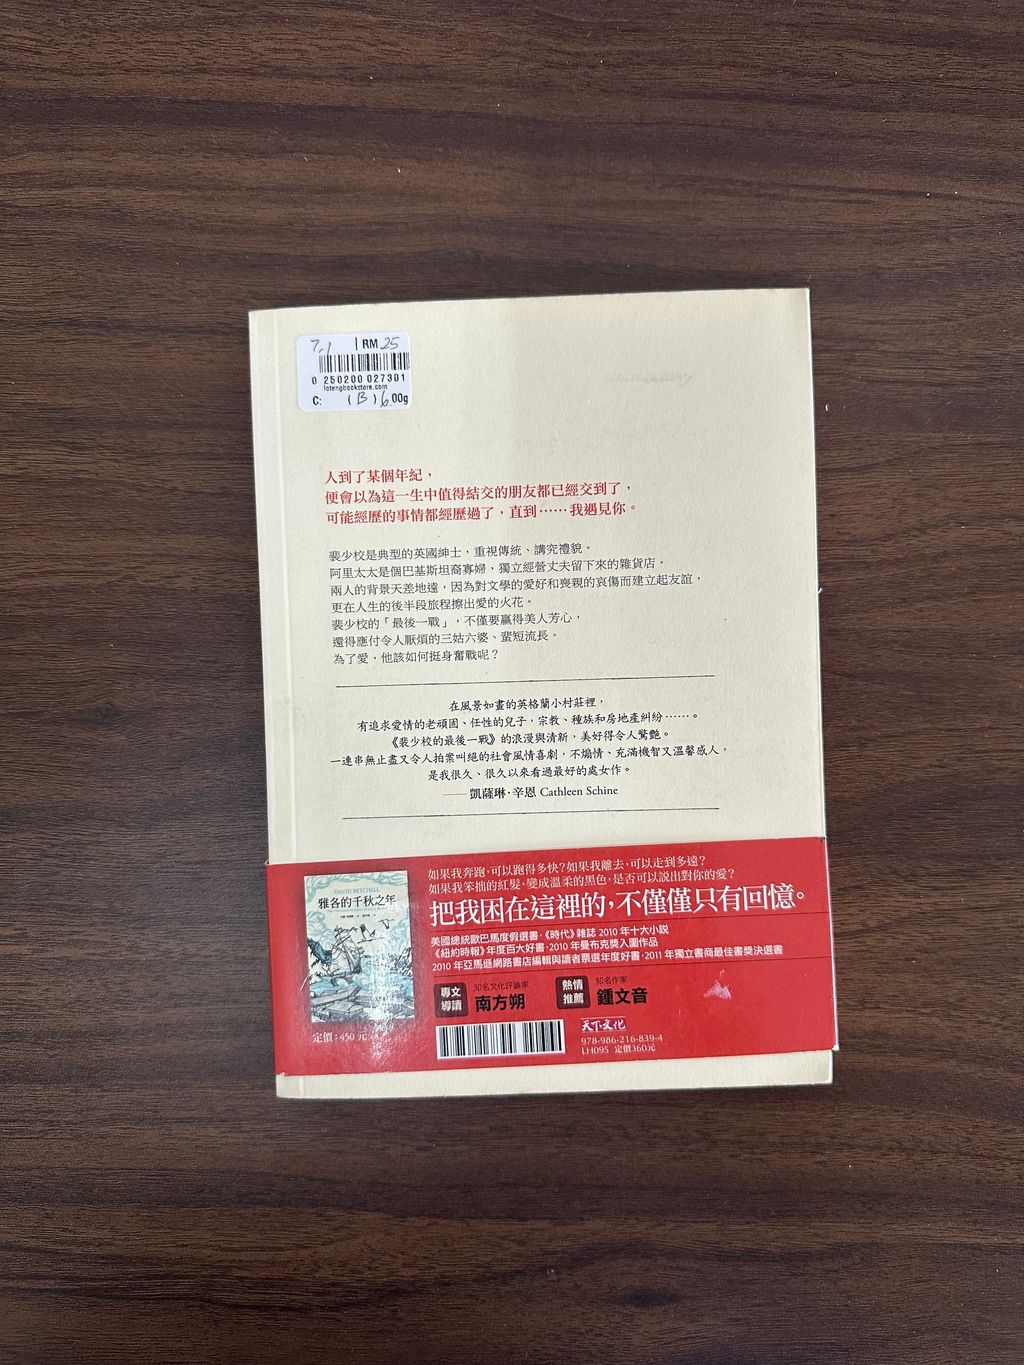 7.1 RM 25
0 250200 027301
lotengbookstore.com
C: (B) 6.00g
人到了某個年紀，
便會以為這一生中值得結交的朋友都已經交到了，
可能經歷的事情都經歷過了，直到……我遇見你。
裴少校是典型的英國紳士，重視傳統、講究禮貌。
阿里太太是個巴基斯坦裔寡婦，獨立經營丈夫留下來的雜貨店。
兩人的背景天差地遠，因為對文學的愛好和喪親的哀傷而建立起友誼，
更在人生的後半段旅程擦出愛的火花。
裴少校的「最後一戰」，不僅要贏得美人芳心，
還得應付令人厭煩的三姑六婆、蜚短流長。
為了愛，他該如何挺身奮戰呢？
在風景如畫的英格蘭小村莊裡，
有追求愛情的老頑固、任性的兒子，宗教、種族和房地產糾紛……。
《裴少校的最後一戰》的浪漫與清新，美好得令人驚艷。
一連串無止盡又令人拍案叫絕的社會風情喜劇，不煽情、充滿機智又溫馨感人，
是我很久、很久以來看過最好的處女作。
——凱薩琳·辛恩 Cathleen Schine
如果我奔跑，可以跑得多快？如果我離去，可以走到多遠？
如果我笨拙的紅髮，變成溫柔的黑色，是否可以說出對你的愛？
把我困在這裡的，不僅僅只有回憶。
美國總統歐巴馬度假選書·《時代》雜誌 2010 年十大小說
《紐約時報》年度百大好書·2010 年曼布克獎入圍作品
2010 年亞馬遜網路書店編輯與讀者票選年度好書·2011 年獨立書商最佳書獎決選書
DAVID MITCHELL
雅各的千秋之年
定價：450 元
專文導讀 知名文化評論家 南方朔
熱情推薦 知名作家 鍾文音
天下文化
978-986-216-839-4
LH095 定價360元